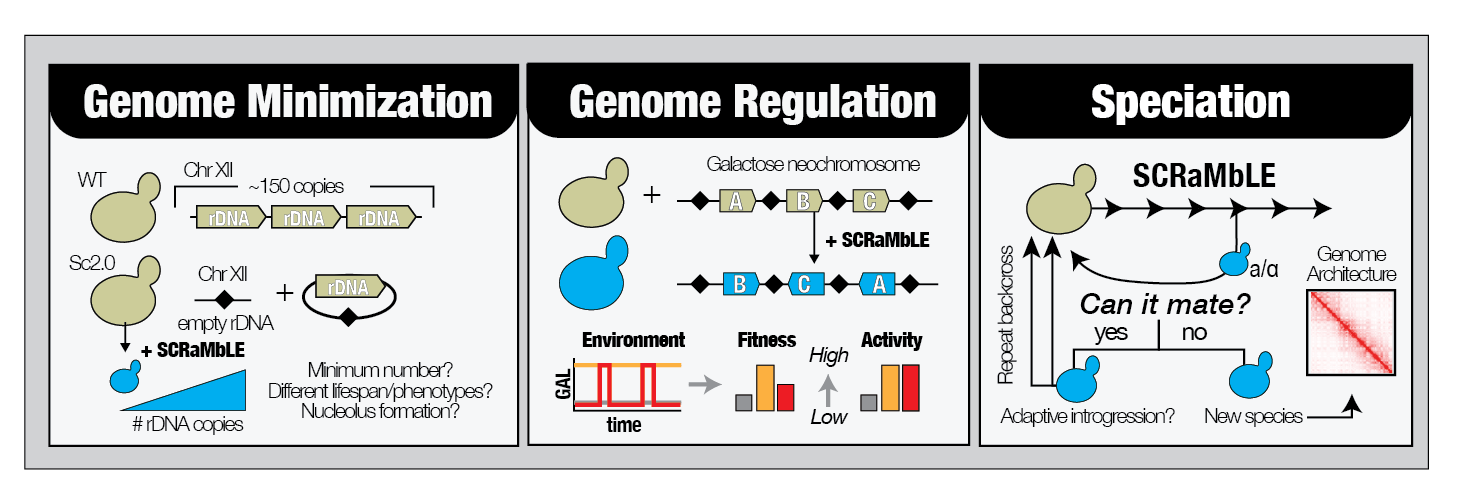 Genome Minimization
WT
Chr XII
~150 copies
rDNA rDNA rDNA
Sc2.0
Chr XII
+
rDNA
empty rDNA
+ SCRaMbLE
# rDNA copies
Minimum number?
Different lifespan/phenotypes?
Nucleolus formation?
Genome Regulation
Galactose neochromosome
+
A B C
+ SCRaMbLE
B C A
Environment
GAL
time
Fitness
High
Low
Activity
Speciation
SCRaMbLE
a/α
Repeat backcross
Can it mate?
yes no
Adaptive introgression?
New species
Genome
Architecture